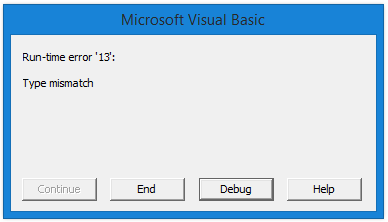 Microsoft Visual Basic
Run-time error '13':
Type mismatch
Continue End Debug Help